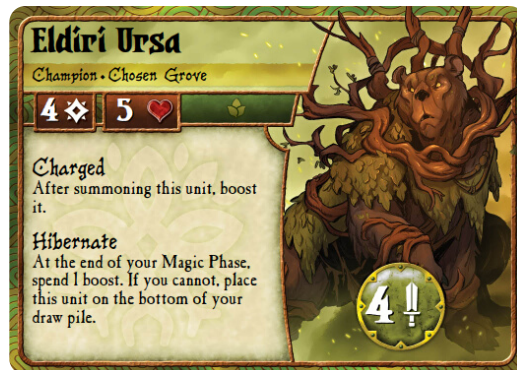 Eldiri Ursa
Champion • Chosen Grove
4 5
Charged
After summoning this unit, boost
it.
Hibernate
At the end of your Magic Phase,
spend 1 boost. If you cannot, place
this unit on the bottom of your
draw pile.
4